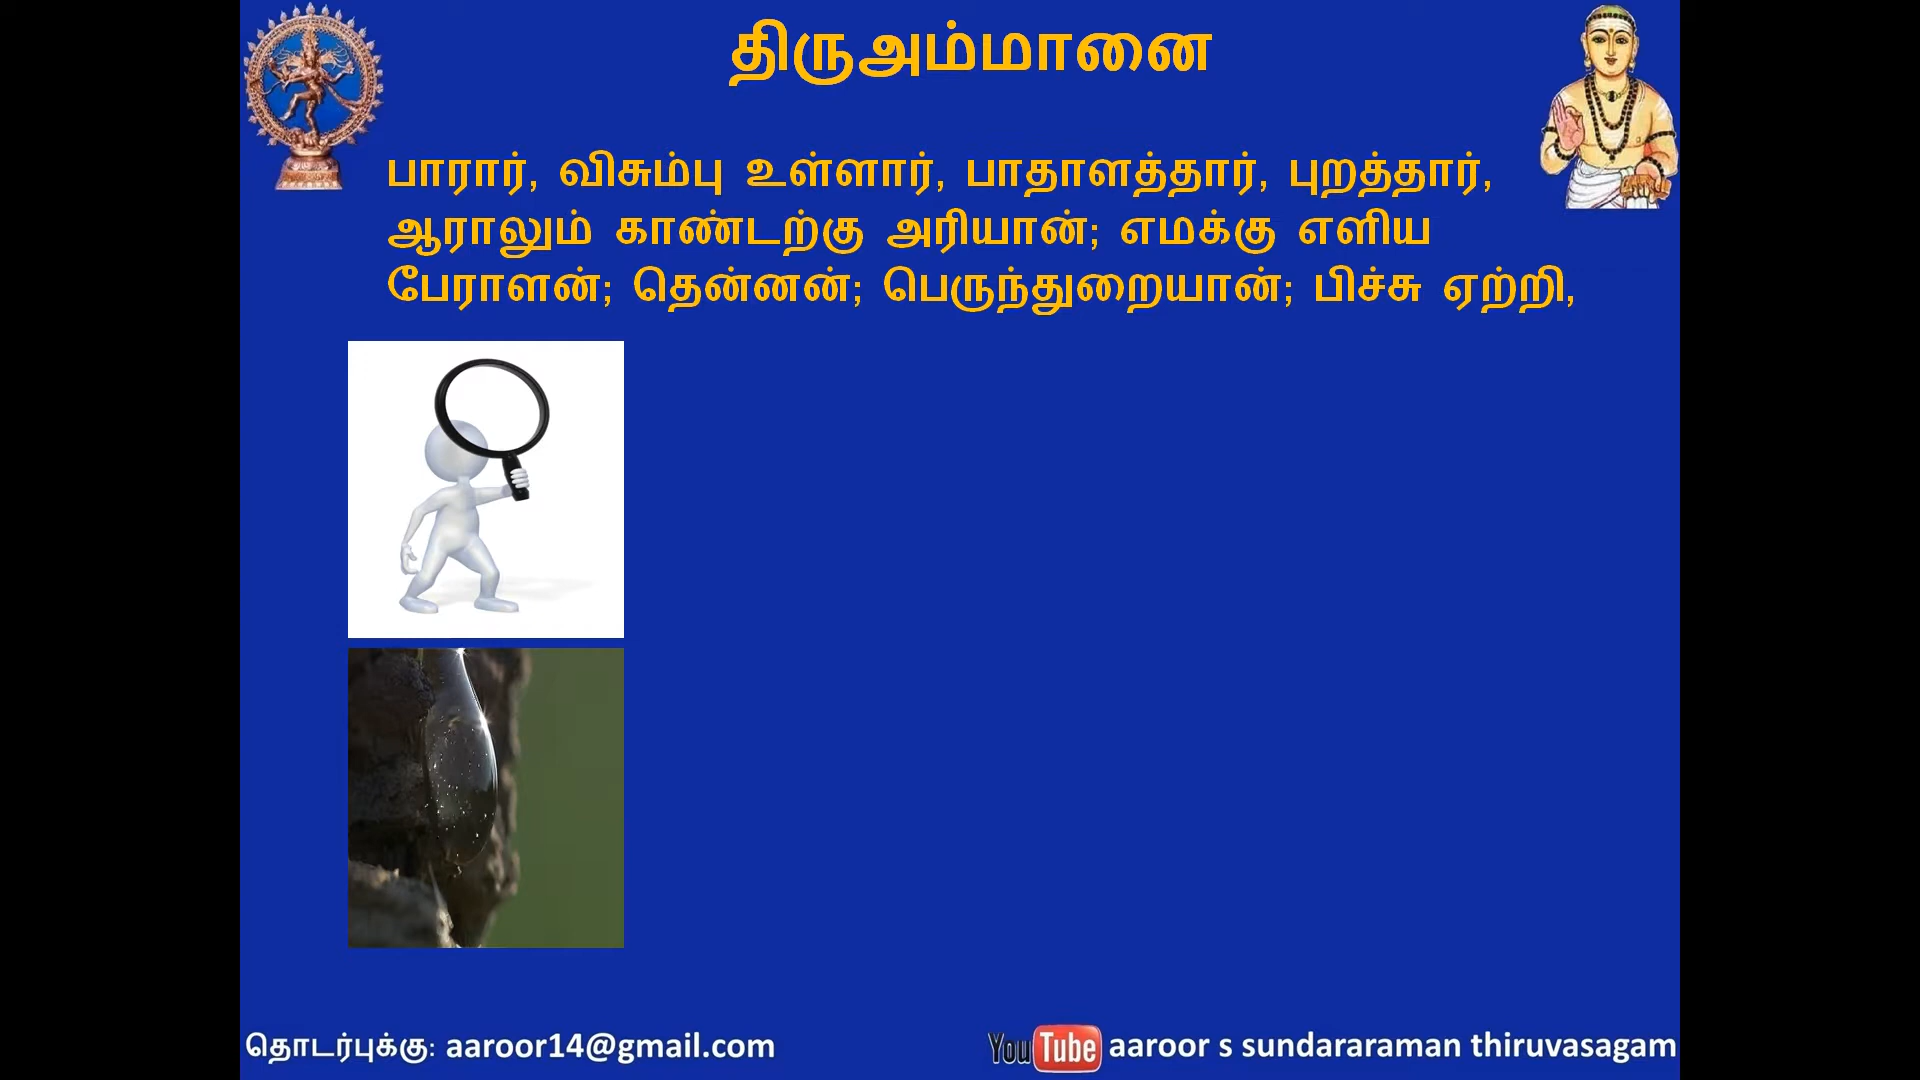 திருஅம்மானை
பாரார், விசும்பு உள்ளார், பாதாளத்தார், புறத்தார்,
ஆராலும் காண்டற்கு அரியான்; எமக்கு எளிய
பேராளன்; தென்னன்; பெருந்துறையான்; பிச்சு ஏற்றி,
தொடர்புக்கு: aaroor14@gmail.com
YouTube aaroor s sundararaman thiruvasagam